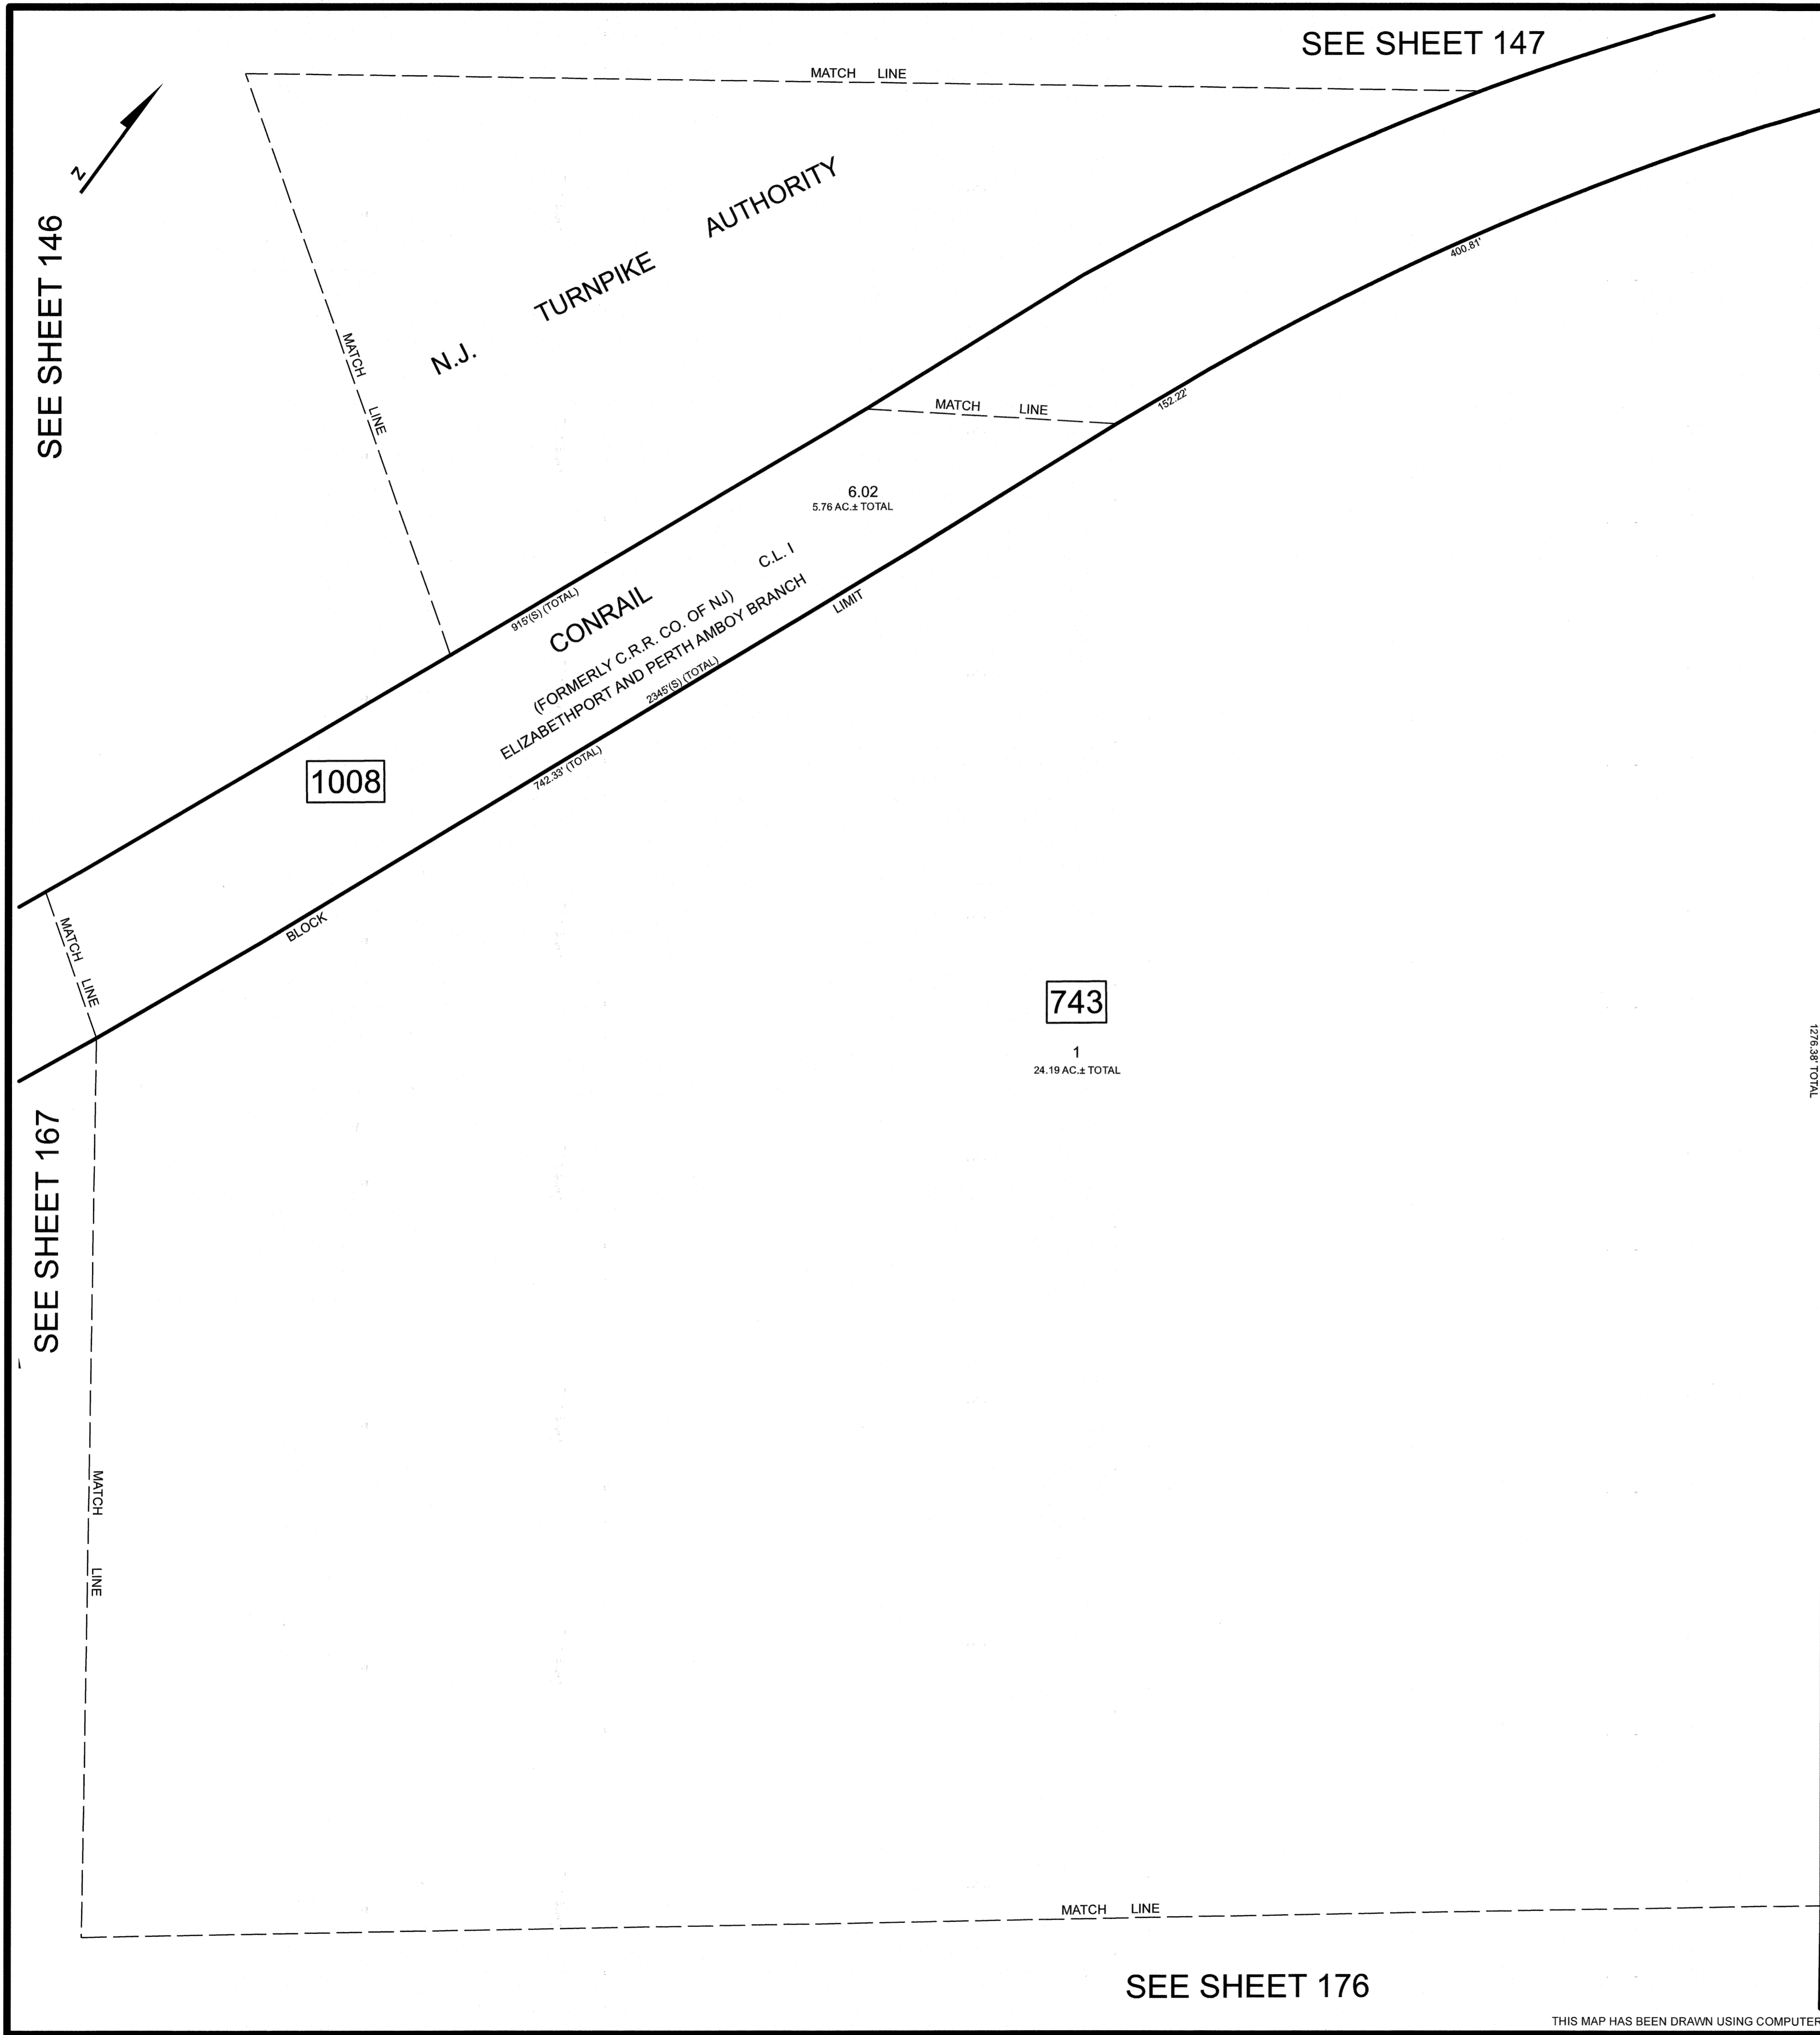 SEE SHEET 147
MATCH LINE
N
SEE SHEET 146
N.J. TURNPIKE AUTHORITY
MATCH LINE
400.81'
152.22'
MATCH LINE
6.02
5.76 AC.± TOTAL
915'(S) (TOTAL)
CONRAIL C.L. I
(FORMERLY C.R.R. CO. OF NJ)
ELIZABETHPORT AND PERTH AMBOY BRANCH
2345'(S) (TOTAL)
742.33' (TOTAL)
BLOCK LIMIT
1008
MATCH LINE
743
1
24.19 AC.± TOTAL
1276.38' TOTAL
SEE SHEET 167
MATCH LINE
MATCH LINE
SEE SHEET 176
THIS MAP HAS BEEN DRAWN USING COMPUTER